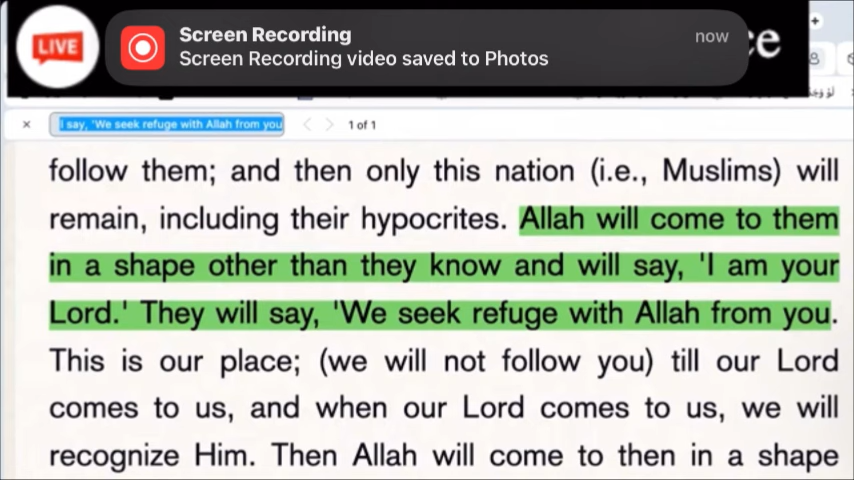 LIVE
Screen Recording
now
Screen Recording video saved to Photos
ce
I say, 'We seek refuge with Allah from you
1 of 1
follow them; and then only this nation (i.e., Muslims) will
remain, including their hypocrites. Allah will come to them
in a shape other than they know and will say, 'I am your
Lord.' They will say, 'We seek refuge with Allah from you.
This is our place; (we will not follow you) till our Lord
comes to us, and when our Lord comes to us, we will
recognize Him. Then Allah will come to then in a shape